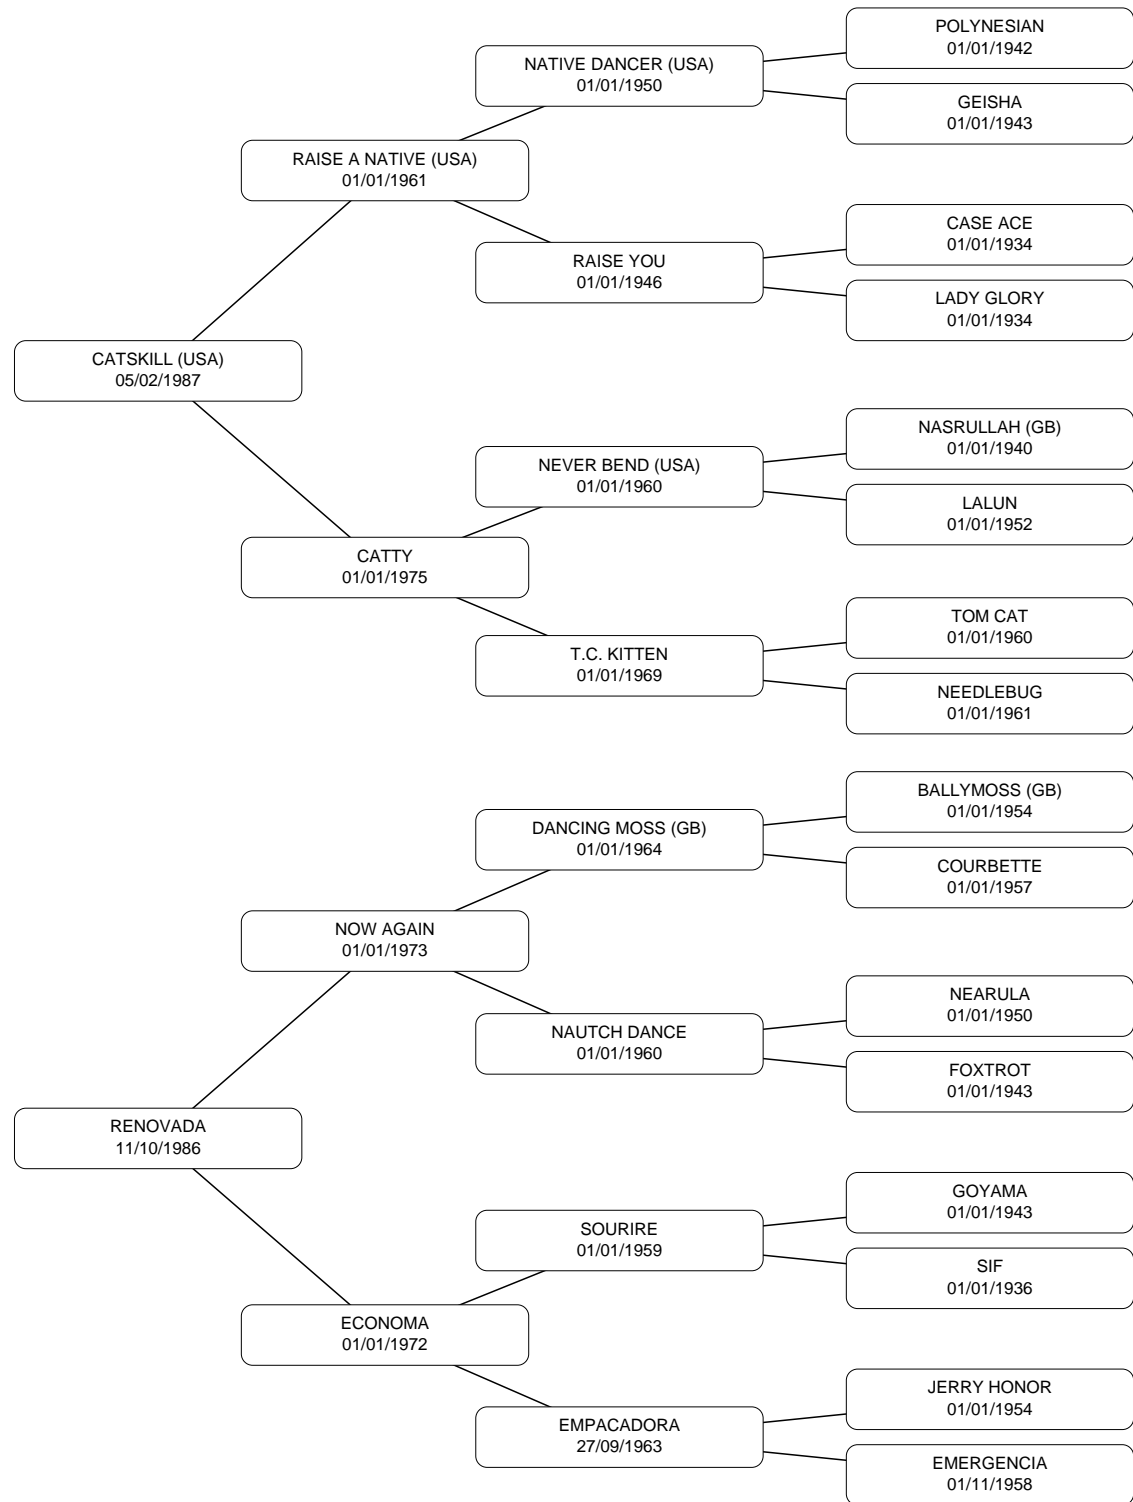 POLYNESIAN
01/01/1942
NATIVE DANCER (USA)
01/01/1950
GEISHA
01/01/1943
RAISE A NATIVE (USA)
01/01/1961
CASE ACE
01/01/1934
RAISE YOU
01/01/1946
LADY GLORY
01/01/1934
CATSKILL (USA)
05/02/1987
NASRULLAH (GB)
01/01/1940
NEVER BEND (USA)
01/01/1960
LALUN
01/01/1952
CATTY
01/01/1975
TOM CAT
01/01/1960
T.C. KITTEN
01/01/1969
NEEDLEBUG
01/01/1961
BALLYMOSS (GB)
01/01/1954
DANCING MOSS (GB)
01/01/1964
COURBETTE
01/01/1957
NOW AGAIN
01/01/1973
NEARULA
01/01/1950
NAUTCH DANCE
01/01/1960
FOXTROT
01/01/1943
RENOVADA
11/10/1986
GOYAMA
01/01/1943
SOURIRE
01/01/1959
SIF
01/01/1936
ECONOMA
01/01/1972
JERRY HONOR
01/01/1954
EMPACADORA
27/09/1963
EMERGENCIA
01/11/1958